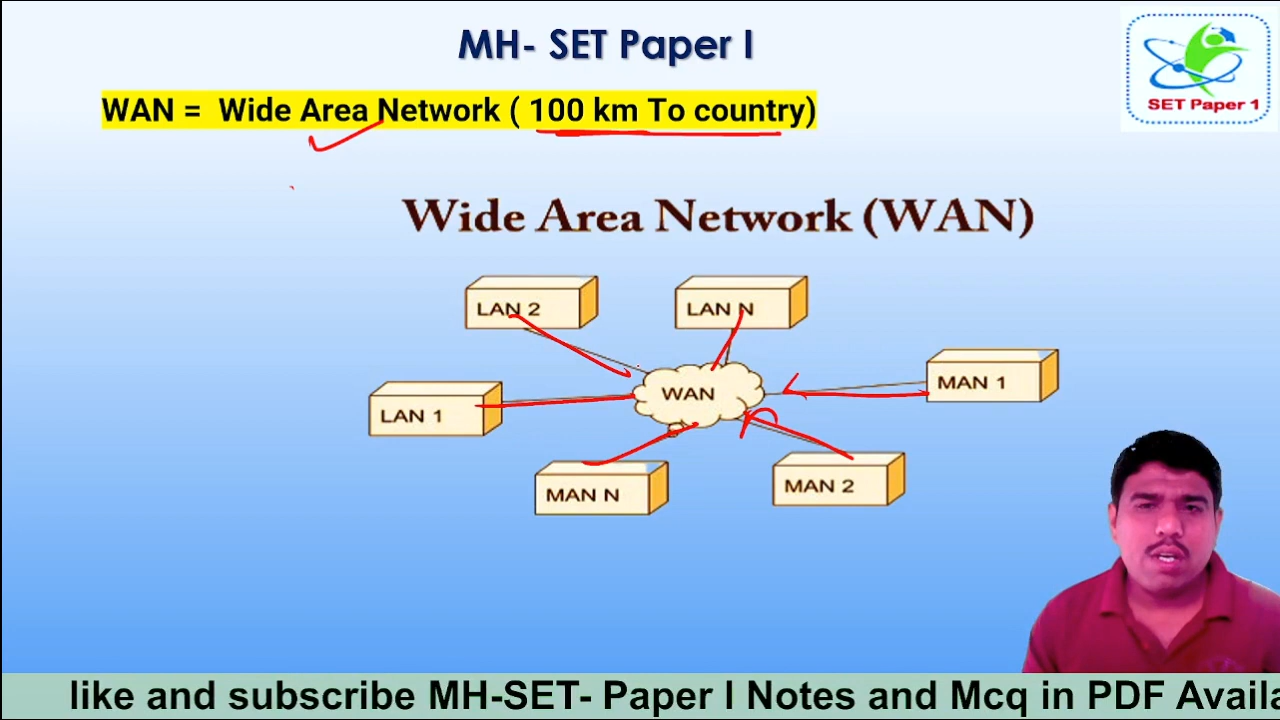 MH- SET Paper I
SET Paper 1
WAN = Wide Area Network ( 100 km To country)
Wide Area Network (WAN)
LAN 2
LAN N
MAN 1
WAN
LAN 1
MAN 2
MAN N
like and subscribe MH-SET- Paper I Notes and Mcq in PDF Availa